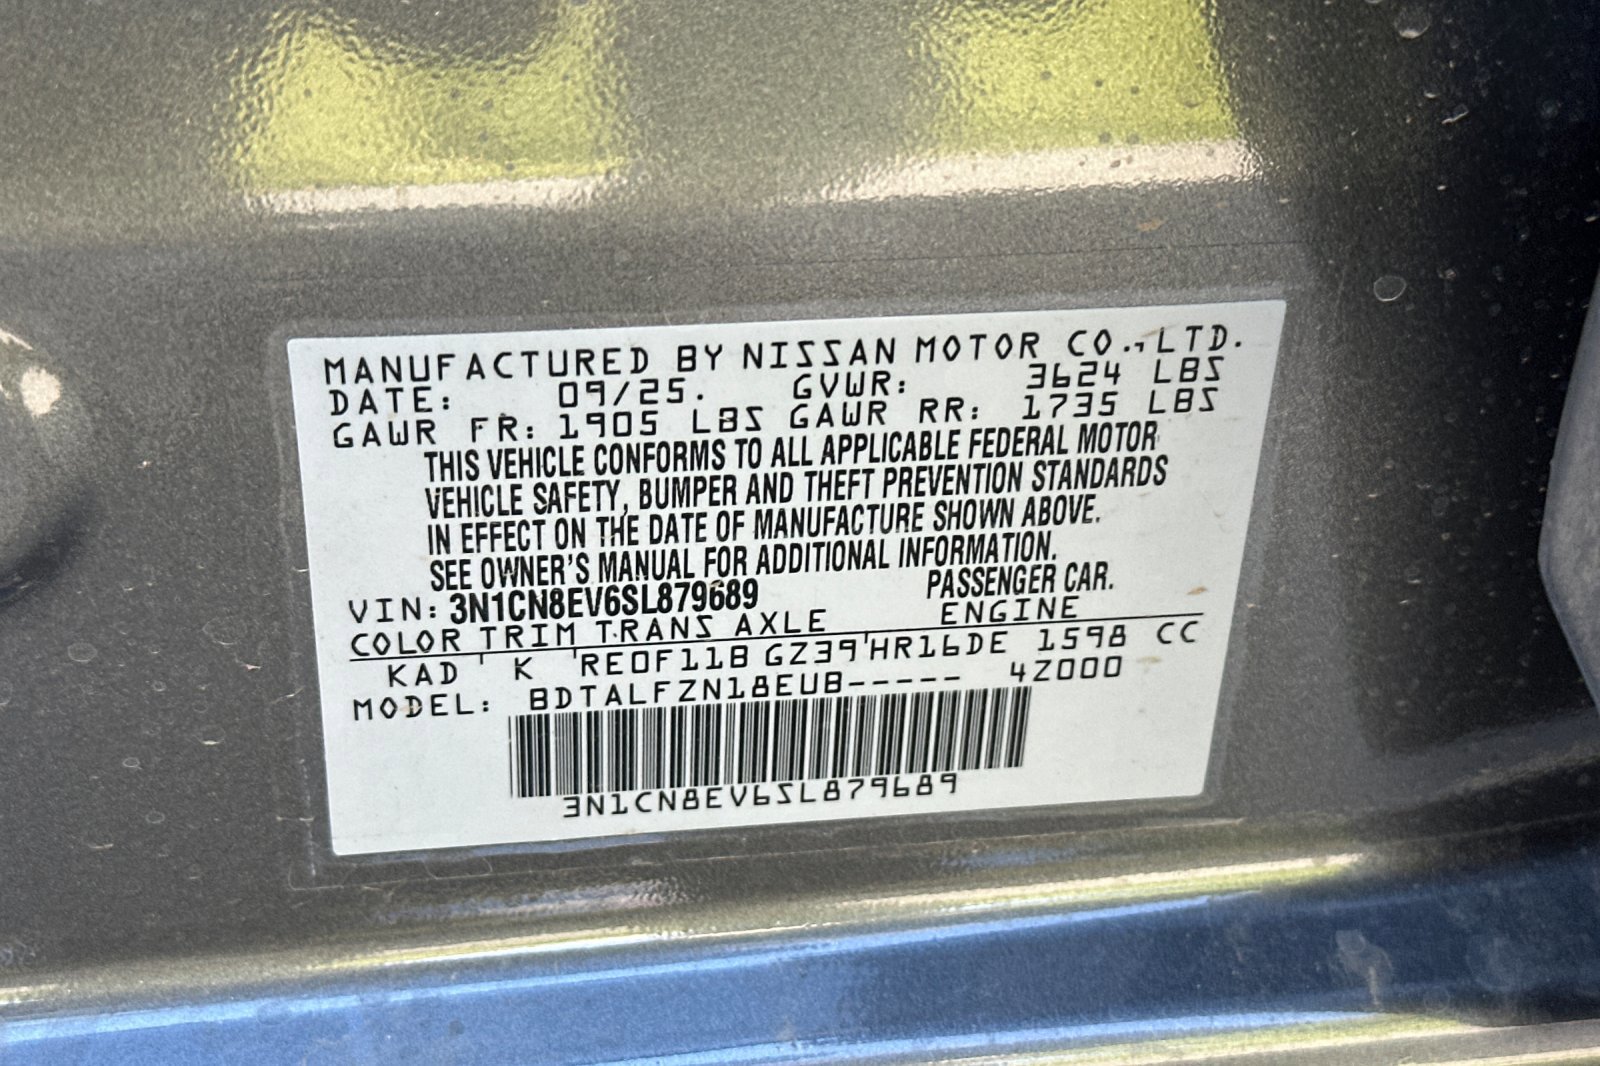 MANUFACTURED BY NISSAN MOTOR CO., LTD.
DATE: 09/25. GVWR: 3624 LBS
GAWR FR: 1905 LBS GAWR RR: 1735 LBS
THIS VEHICLE CONFORMS TO ALL APPLICABLE FEDERAL MOTOR
VEHICLE SAFETY, BUMPER AND THEFT PREVENTION STANDARDS
IN EFFECT ON THE DATE OF MANUFACTURE SHOWN ABOVE.
SEE OWNER'S MANUAL FOR ADDITIONAL INFORMATION.
VIN: 3N1CN8EV6SL879689 PASSENGER CAR.
COLOR TRIM TRANS AXLE ENGINE
KAD K RE0F11B GZ39 HR16DE 1598 CC
MODEL: BDTALFZN18EUB----- 4Z000
3N1CN8EV6SL879689